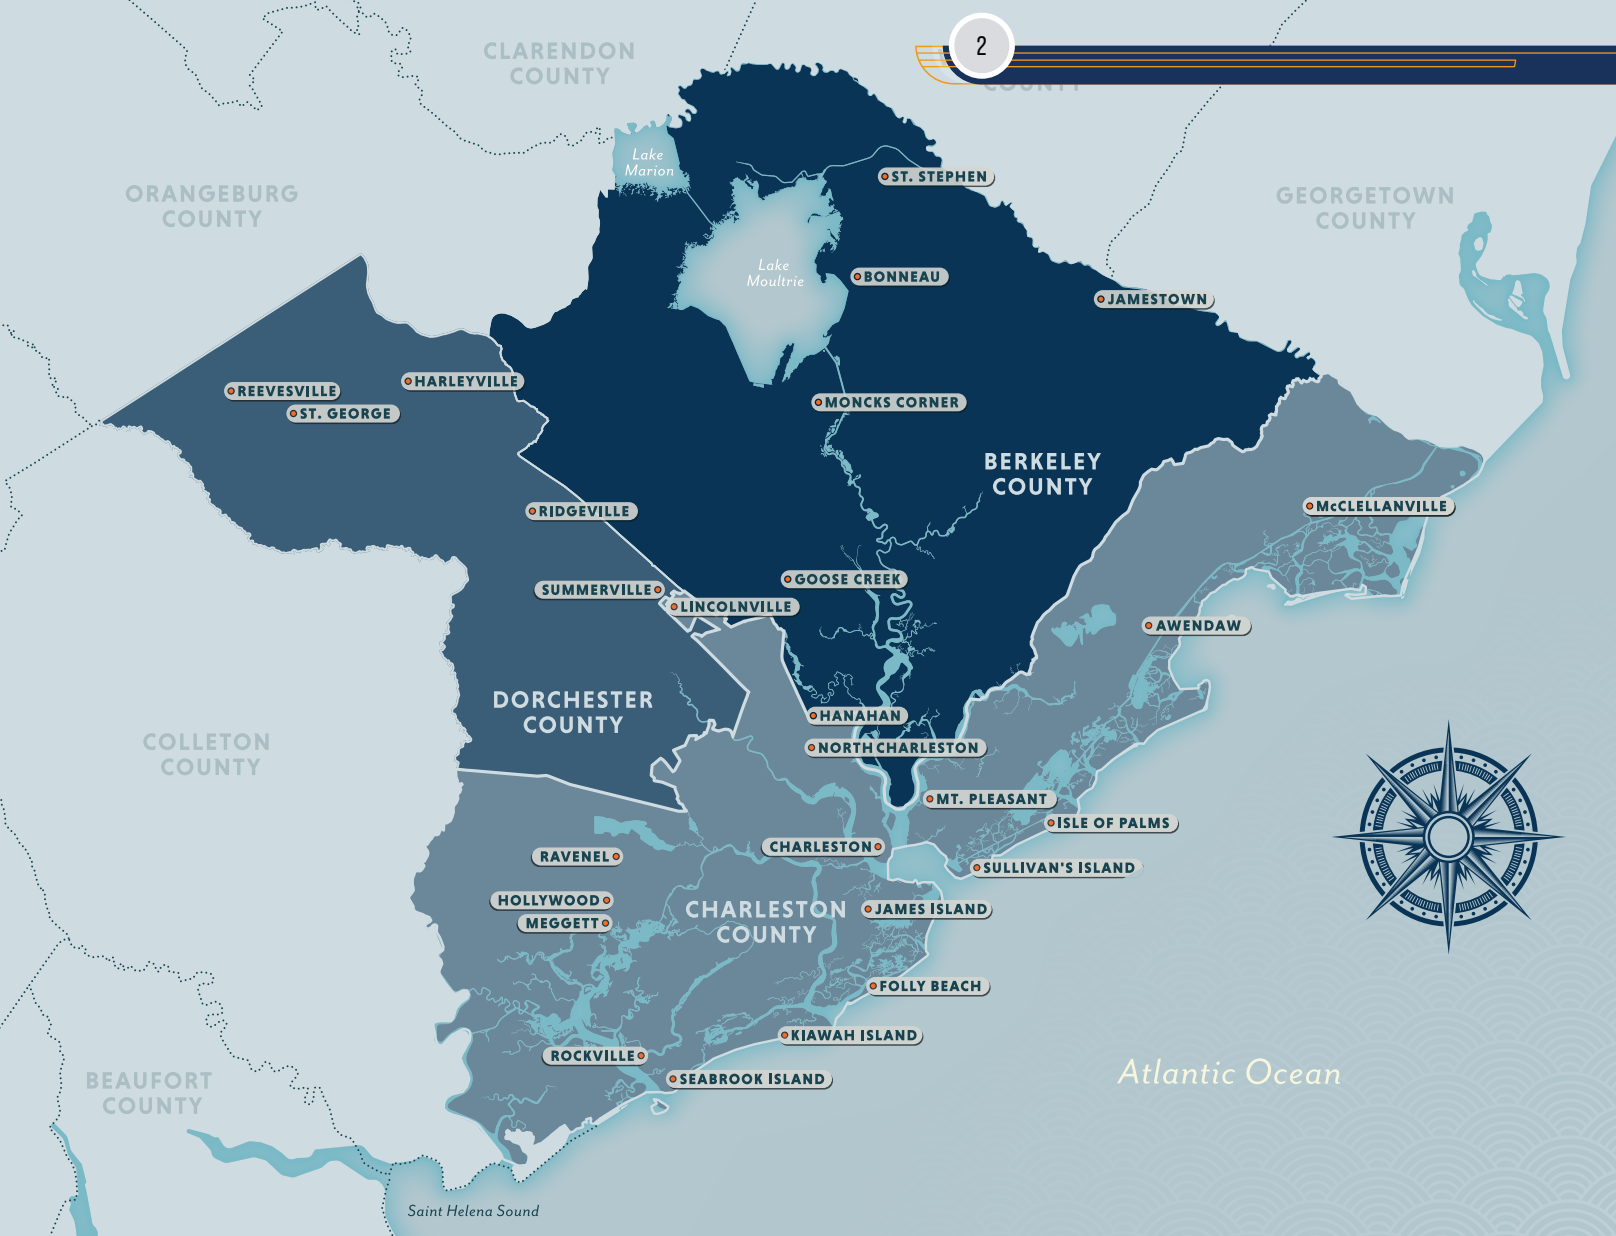 2
CLARENDON
COUNTY
COUNTY
Lake
Marion
ST. STEPHEN
ORANGEBURG
COUNTY
GEORGETOWN
COUNTY
Lake
Moultrie
BONNEAU
JAMESTOWN
REEVESVILLE
HARLEYVILLE
ST. GEORGE
MONCKS CORNER
BERKELEY
COUNTY
RIDGEVILLE
McCLELLANVILLE
GOOSE CREEK
SUMMERVILLE
LINCOLNVILLE
AWENDAW
DORCHESTER
COUNTY
HANAHAN
NORTH CHARLESTON
COLLETON
COUNTY
MT. PLEASANT
ISLE OF PALMS
CHARLESTON
RAVENEL
SULLIVAN'S ISLAND
HOLLYWOOD
MEGGETT
CHARLESTON
COUNTY
JAMES ISLAND
FOLLY BEACH
KIAWAH ISLAND
ROCKVILLE
SEABROOK ISLAND
Atlantic Ocean
BEAUFORT
COUNTY
Saint Helena Sound